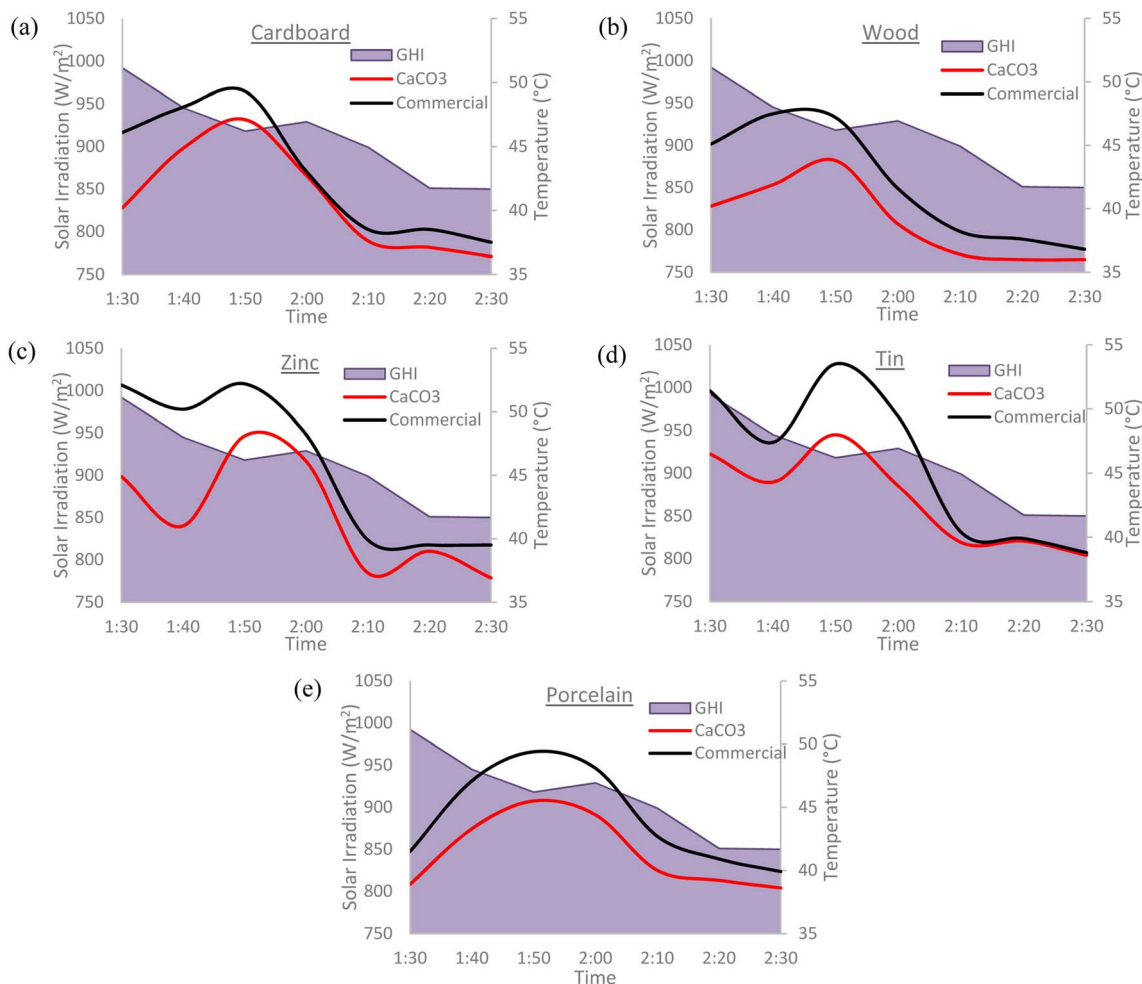 (a)
Cardboard
GHI
CaCO3
Commercial
Solar Irradiation (W/m²)
1050
1000
950
900
850
800
750
Temperature (°C)
55
50
45
40
35
1:30 1:40 1:50 2:00 2:10 2:20 2:30
Time
(b)
Wood
GHI
CaCO3
Commercial
Solar Irradiation (W/m²)
1050
1000
950
900
850
800
750
Temperature (°C)
55
50
45
40
35
1:30 1:40 1:50 2:00 2:10 2:20 2:30
Time
(c)
Zinc
GHI
CaCO3
Commercial
Solar Irradiation (W/m²)
1050
1000
950
900
850
800
750
Temperature (°C)
55
50
45
40
35
1:30 1:40 1:50 2:00 2:10 2:20 2:30
Time
(d)
Tin
GHI
CaCO3
Commercial
Solar Irradiation (W/m²)
1050
1000
950
900
850
800
750
Temperature (°C)
55
50
45
40
35
1:30 1:40 1:50 2:00 2:10 2:20 2:30
Time
(e)
Porcelain
GHI
CaCO3
Commercial
Solar Irradiation (W/m²)
1050
1000
950
900
850
800
750
Temperature (°C)
55
50
45
40
35
1:30 1:40 1:50 2:00 2:10 2:20 2:30
Time